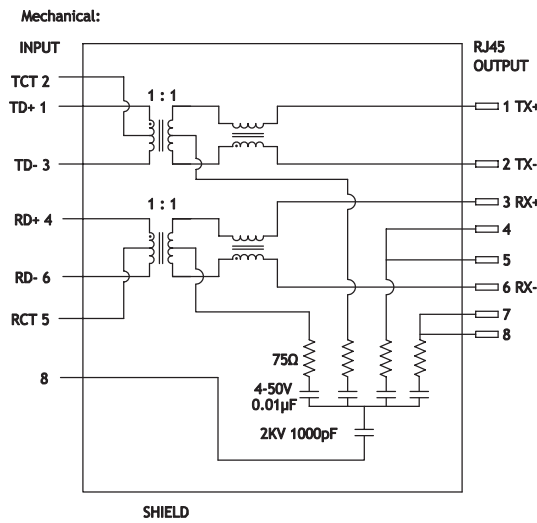 Mechanical:
INPUT
RJ45
OUTPUT
TCT 2
1 : 1
TD+ 1
1 TX+
TD- 3
2 TX-
1 : 1
3 RX+
RD+ 4
4
5
RD- 6
6 RX-
RCT 5
7
8
75Ω
8
4-50V
0.01µF
2KV 1000pF
SHIELD